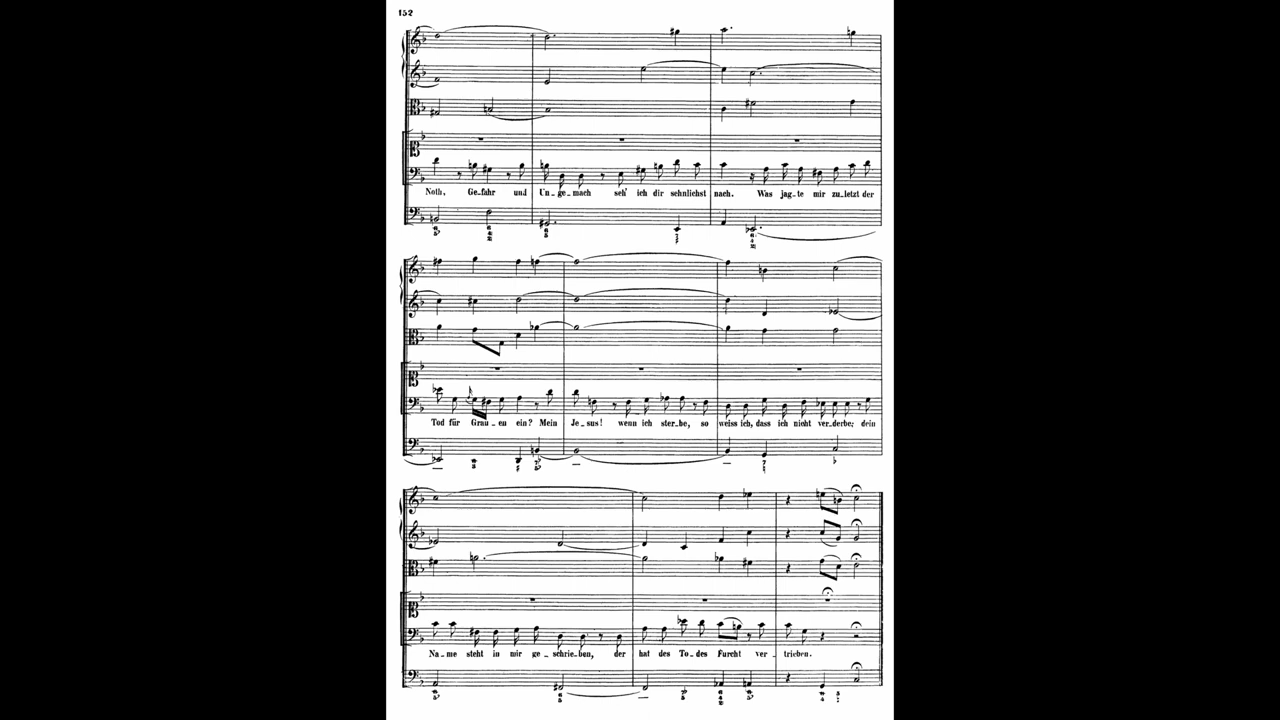 152
Noth, Ge-fahr und Un-ge-mach seh' ich dir sehnlichst nach. Was jag-te mir zu-letzt der
Tod für Grau-en ein? Mein Je-sus! wenn ich ster-be, so weiss ich, dass ich nicht ver-derbe; dein
Na-me steht in mir ge-schrie-ben, der hat des To-des Furcht ver-trieben.